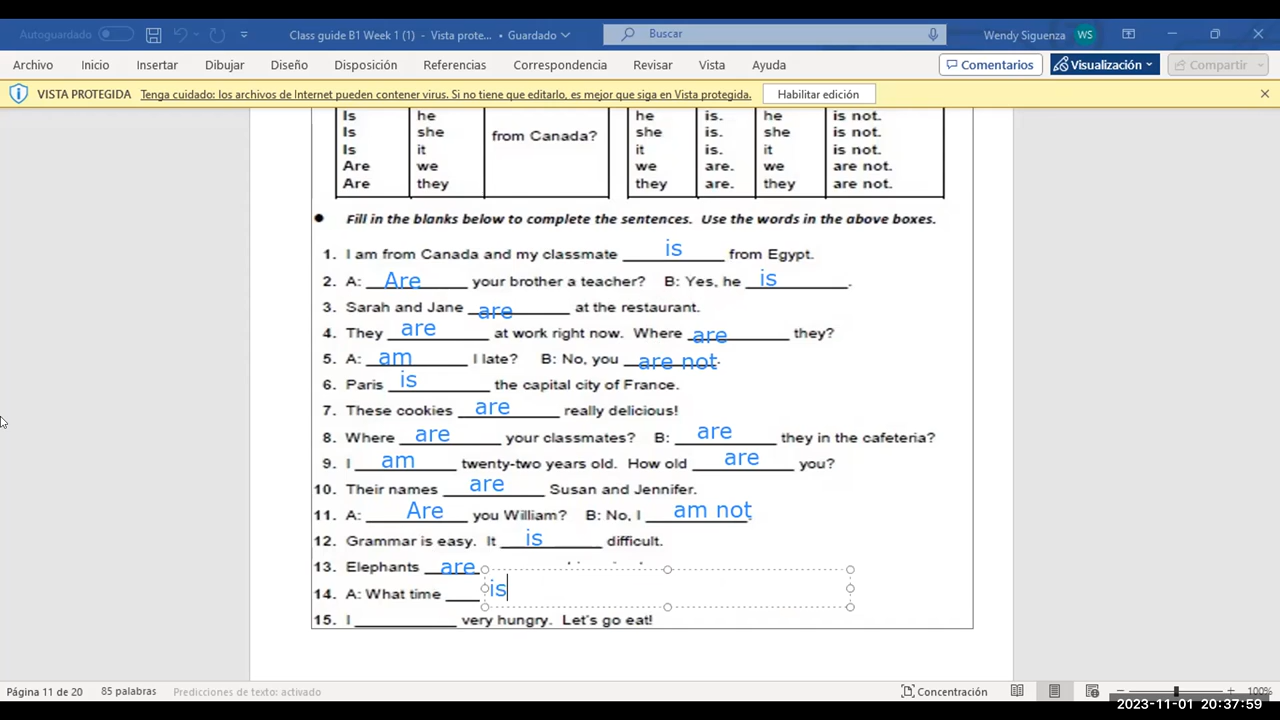 Autoguardado Class guide B1 Week 1 (1) - Vista prote... • Guardado Buscar Wendy Siguenza WS
Archivo Inicio Insertar Dibujar Diseño Disposición Referencias Correspondencia Revisar Vista Ayuda Comentarios Visualización Compartir
VISTA PROTEGIDA Tenga cuidado: los archivos de Internet pueden contener virus. Si no tiene que editarlo, es mejor que siga en Vista protegida. Habilitar edición
Is he he is. he is not.
Is she from Canada? she is. she is not.
Is it it is. it is not.
Are we we are. we are not.
Are they they are. they are not.
● Fill in the blanks below to complete the sentences. Use the words in the above boxes.
1. I am from Canada and my classmate is from Egypt.
2. A: Are your brother a teacher? B: Yes, he is.
3. Sarah and Jane are at the restaurant.
4. They are at work right now. Where are they?
5. A: am I late? B: No, you are not.
6. Paris is the capital city of France.
7. These cookies are really delicious!
8. Where are your classmates? B: are they in the cafeteria?
9. I am twenty-two years old. How old are you?
10. Their names are Susan and Jennifer.
11. A: Are you William? B: No, I am not.
12. Grammar is easy. It is difficult.
13. Elephants are
14. A: What time ____ is
15. I ____ very hungry. Let's go eat!
Página 11 de 20 85 palabras Predicciones de texto: activado Concentración 100%
2023-11-01 20:37:59